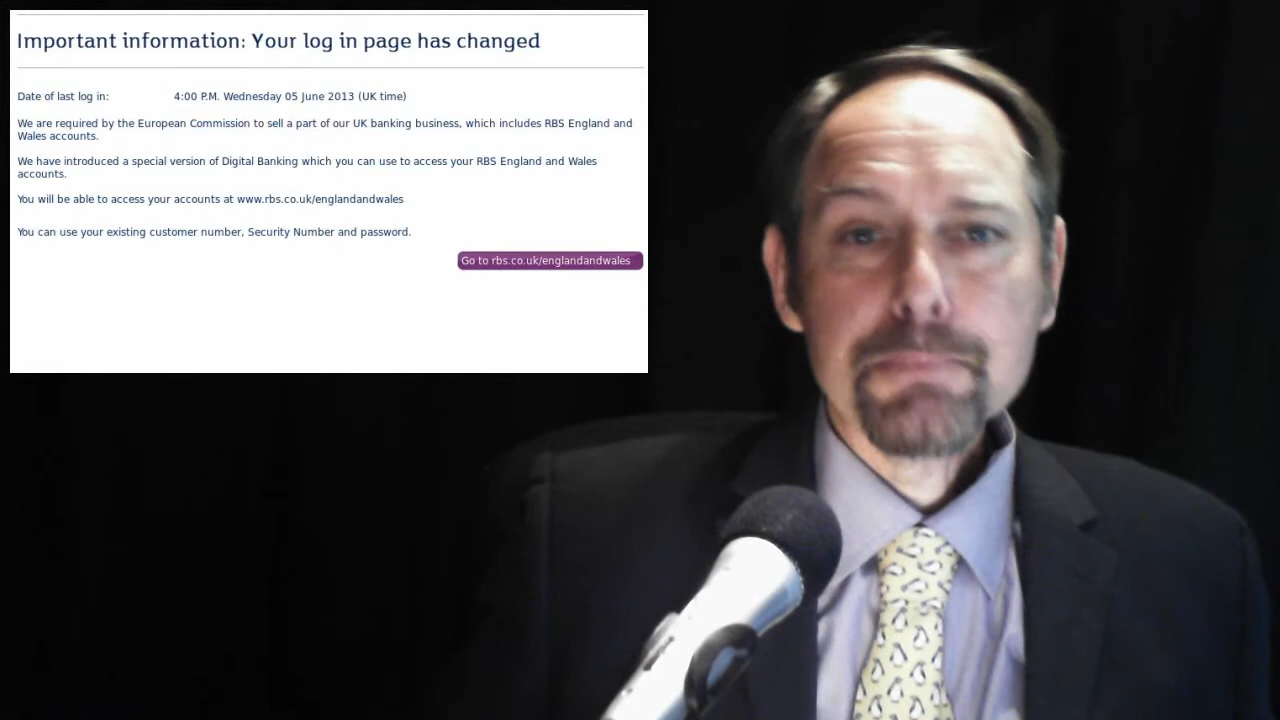 Important information: Your log in page has changed
Date of last log in: 4:00 P.M. Wednesday 05 June 2013 (UK time)
We are required by the European Commission to sell a part of our UK banking business, which includes RBS England and
Wales accounts.
We have introduced a special version of Digital Banking which you can use to access your RBS England and Wales
accounts.
You will be able to access your accounts at www.rbs.co.uk/englandandwales
You can use your existing customer number, Security Number and password.
Go to rbs.co.uk/englandandwales